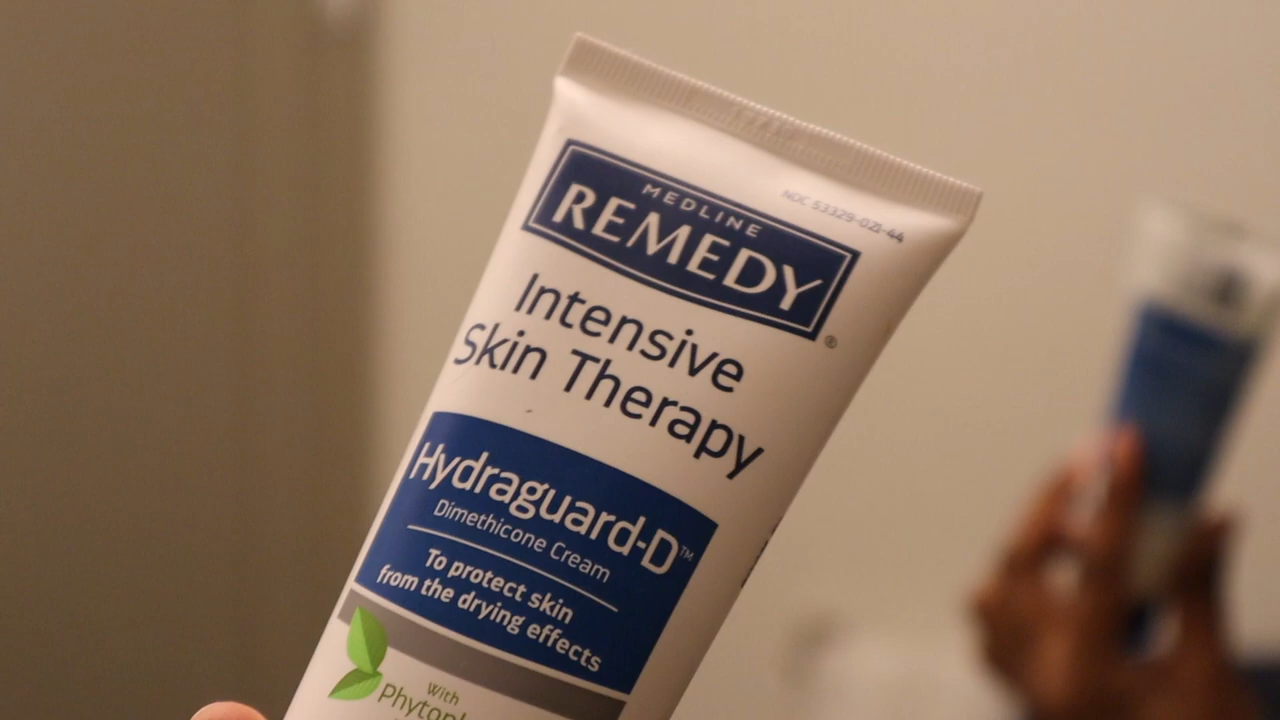 MEDLINE
REMEDY®
NDC 53329-021-44
Intensive
Skin Therapy
Hydraguard-D™
Dimethicone Cream
To protect skin
from the drying effects
With